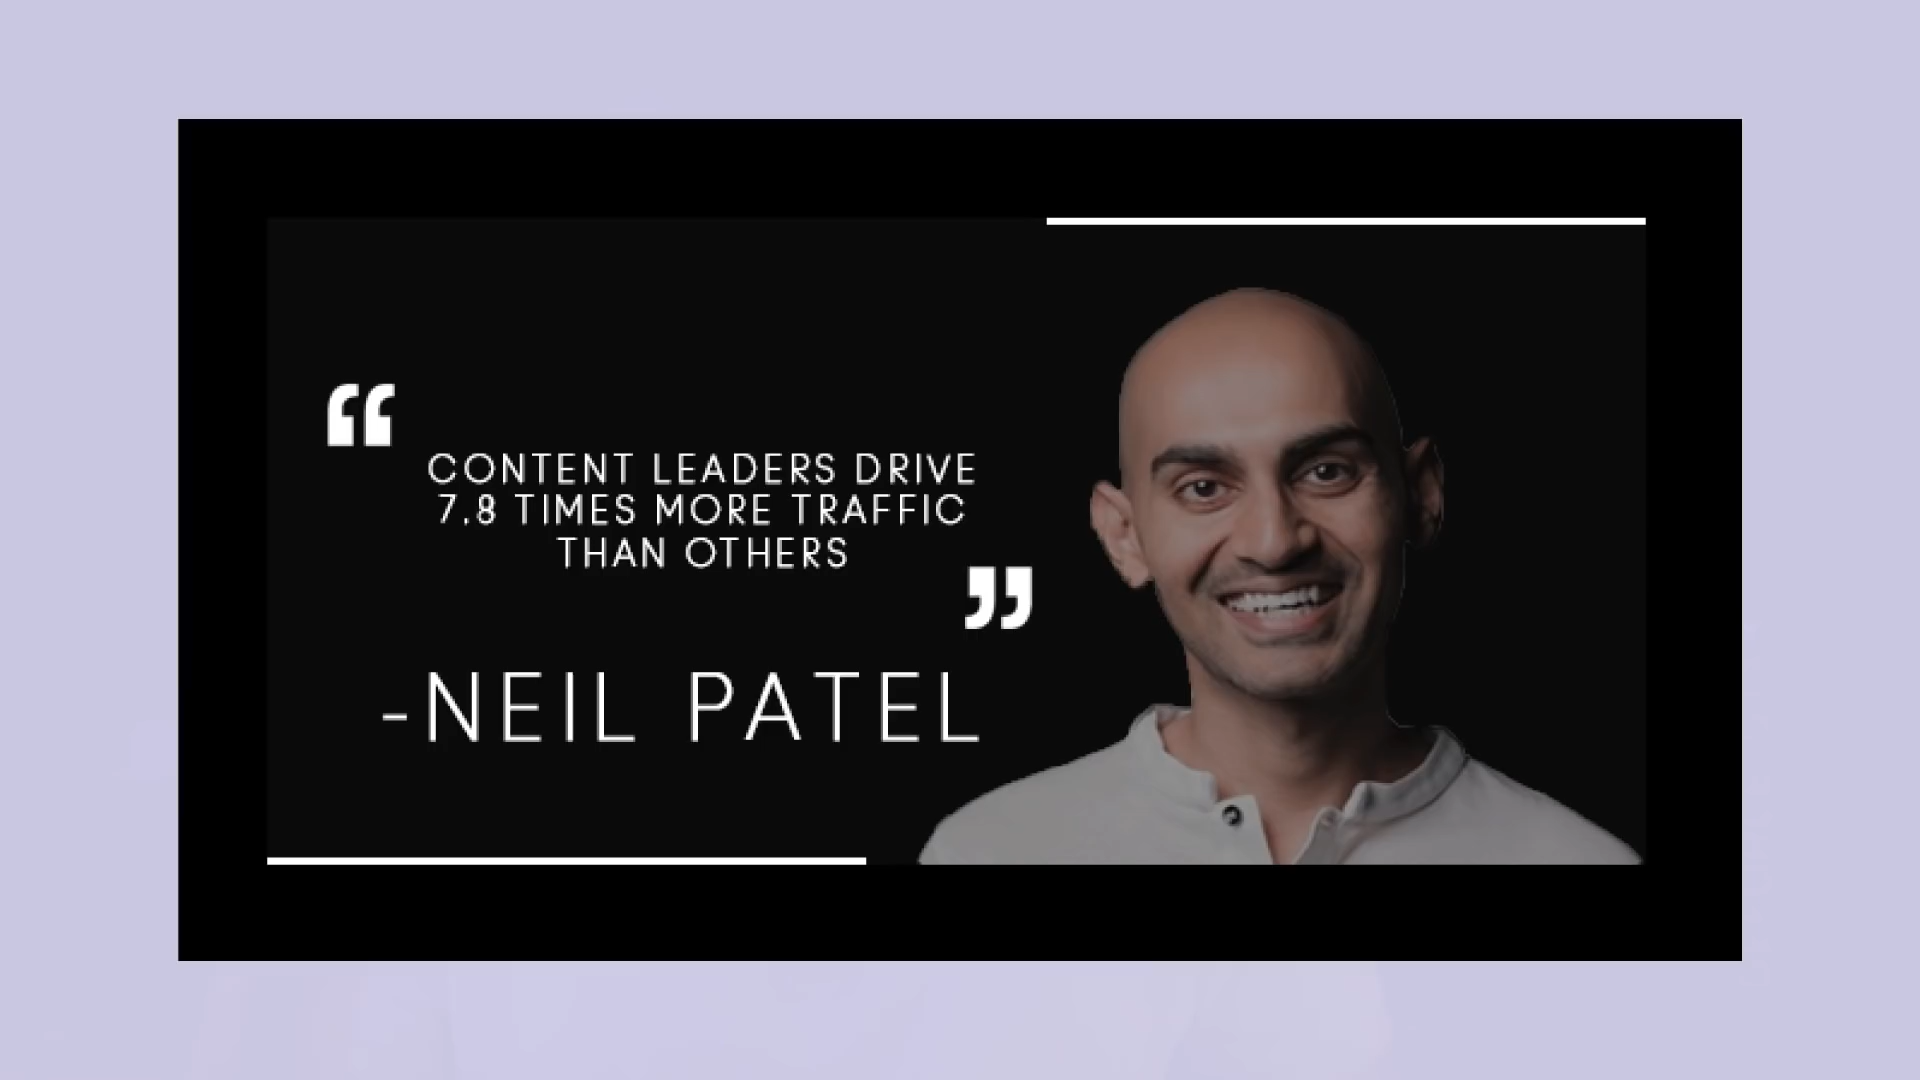 “
CONTENT LEADERS DRIVE
7.8 TIMES MORE TRAFFIC
THAN OTHERS
”
-NEIL PATEL